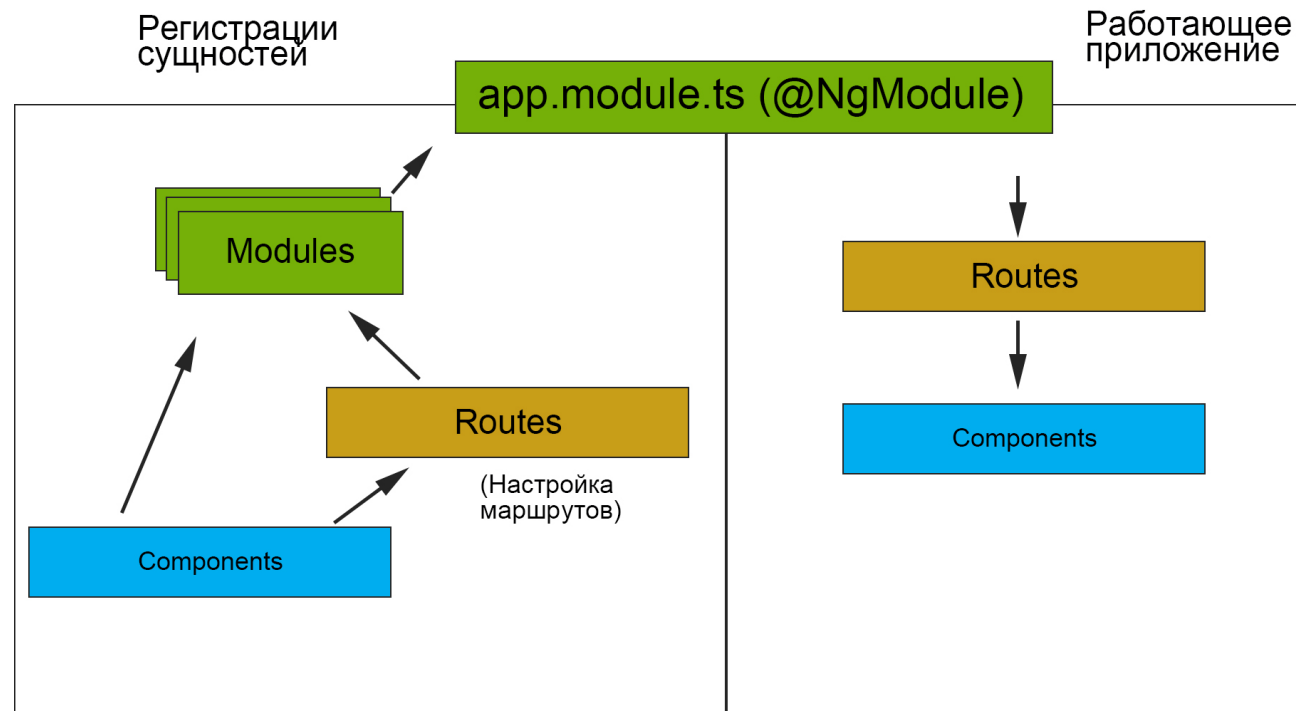 Регистрации
сущностей
Работающее
приложение
app.module.ts (@NgModule)
Modules
Routes
(Настройка
маршрутов)
Components
Routes
Components